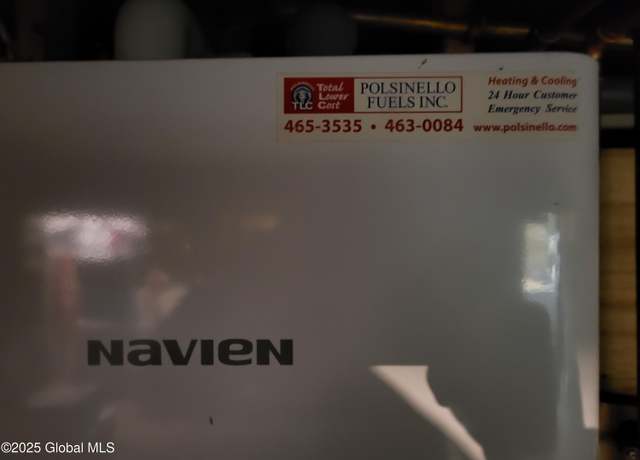 Total
Lower
Cost
TLC
POLSINELLO
FUELS INC.
Heating & Cooling
24 Hour Customer
Emergency Service
465-3535 • 463-0084 www.polsinello.com
NAVIEN
©2025 Global MLS